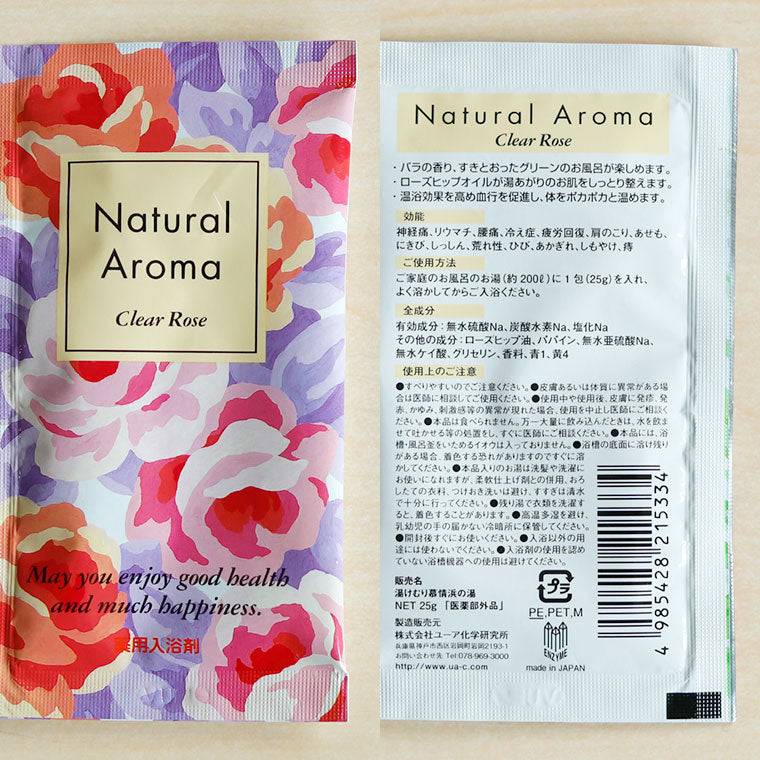 Natural
Aroma
Clear Rose
May you enjoy good health
and much happiness.
薬用入浴剤
Natural Aroma
Clear Rose
・バラの香り、すきとおったグリーンのお風呂が楽しめます。
・ローズヒップオイルが湯あがりのお肌をしっとり整えます。
・温浴効果を高め血行を促進し、体をポカポカと温めます。
効能
神経痛、リウマチ、腰痛、冷え症、疲労回復、肩のこり、あせも、
にきび、しっしん、荒れ性、ひび、あかぎれ、しもやけ、痔
ご使用方法
ご家庭のお風呂のお湯(約200ℓ)に1包(25g)を入れ、
よく溶かしてからご入浴ください。
全成分
有効成分:無水硫酸Na、炭酸水素Na、塩化Na
その他の成分:ローズヒップ油、パパイン、無水亜硫酸Na、
無水ケイ酸、グリセリン、香料、青1、黄4
使用上のご注意
●すべりやすいのでご注意ください。●皮膚あるいは体質に異常がある場
合は医師に相談してご使用ください。●使用中や使用後、皮膚に発疹、発
赤、かゆみ、刺激感等の異常が現れた場合、使用を中止し医師にご相談く
ださい。●本品は食べられません。万一大量に飲み込んだときは、水を飲ま
せて吐かせる等の処置をし、すぐに医師にご相談ください。●本品には、浴
槽・風呂釜をいためるイオウは入っておりません。●浴槽の底面に溶け残り
がある場合、着色する恐れがありますのですぐに溶
かしてください。●本品入りのお湯は洗髪や洗濯に
お使いになれますが、柔軟仕上げ剤との併用、おろ
したての衣料、つけおき洗いは避け、すすぎは清水
で十分に行ってください。●残り湯で衣類を洗濯す
ると、着色することがあります。●高温多湿を避け、
乳幼児の手の届かない冷暗所に保管してください。
●開封後すぐにお使いください。●入浴以外の用
途には使わないでください。●入浴剤の使用を認め
ていない浴槽機器への使用は避けてください。
販売名
湯けむり慕情浜の湯
NET 25g 「医薬部外品」
製造販売元
株式会社ユーア化学研究所
兵庫県神戸市西区岩岡町岩岡2193-1
お問い合わせ先 Tel:078-969-3000
http://www.ua-c.com
プラ
PE,PET,M
ENZYME
made in JAPAN
4 985428 215334